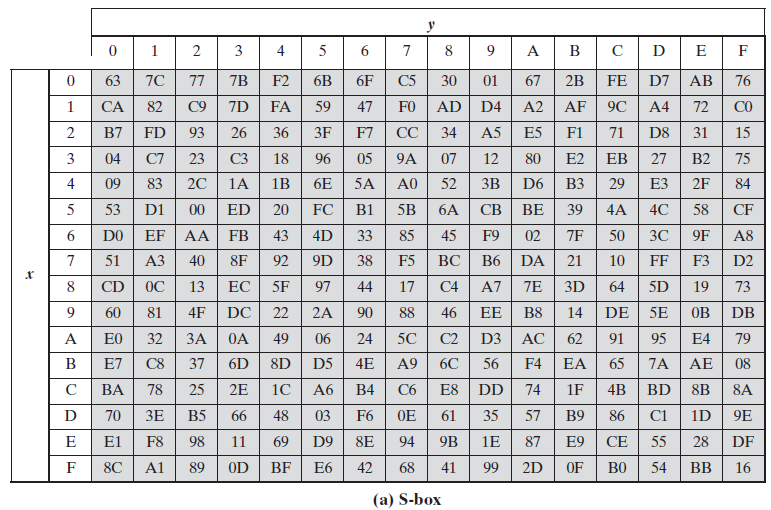 y
0 1 2 3 4 5 6 7 8 9 A B C D E F
0 63 7C 77 7B F2 6B 6F C5 30 01 67 2B FE D7 AB 76
1 CA 82 C9 7D FA 59 47 F0 AD D4 A2 AF 9C A4 72 C0
2 B7 FD 93 26 36 3F F7 CC 34 A5 E5 F1 71 D8 31 15
3 04 C7 23 C3 18 96 05 9A 07 12 80 E2 EB 27 B2 75
4 09 83 2C 1A 1B 6E 5A A0 52 3B D6 B3 29 E3 2F 84
5 53 D1 00 ED 20 FC B1 5B 6A CB BE 39 4A 4C 58 CF
6 D0 EF AA FB 43 4D 33 85 45 F9 02 7F 50 3C 9F A8
7 51 A3 40 8F 92 9D 38 F5 BC B6 DA 21 10 FF F3 D2
x
8 CD 0C 13 EC 5F 97 44 17 C4 A7 7E 3D 64 5D 19 73
9 60 81 4F DC 22 2A 90 88 46 EE B8 14 DE 5E 0B DB
A E0 32 3A 0A 49 06 24 5C C2 D3 AC 62 91 95 E4 79
B E7 C8 37 6D 8D D5 4E A9 6C 56 F4 EA 65 7A AE 08
C BA 78 25 2E 1C A6 B4 C6 E8 DD 74 1F 4B BD 8B 8A
D 70 3E B5 66 48 03 F6 0E 61 35 57 B9 86 C1 1D 9E
E E1 F8 98 11 69 D9 8E 94 9B 1E 87 E9 CE 55 28 DF
F 8C A1 89 0D BF E6 42 68 41 99 2D 0F B0 54 BB 16
(a) S-box